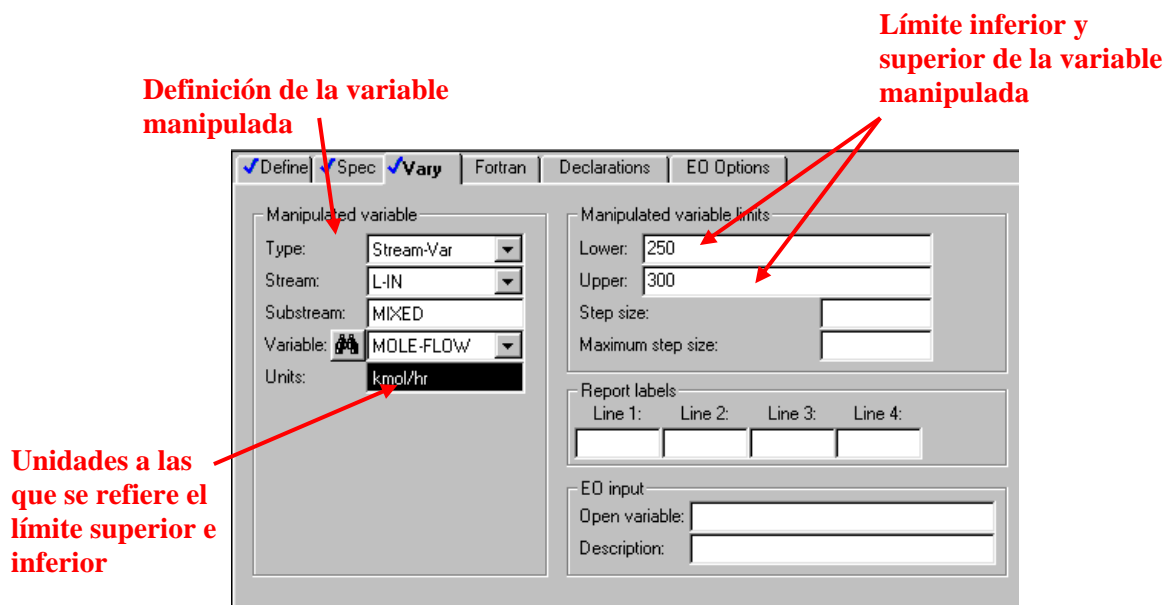 Límite inferior y
superior de la variable
manipulada
Definición de la variable
manipulada
Define Spec Vary Fortran Declarations EO Options
Manipulated variable
Type: Stream-Var
Stream: L-IN
Substream: MIXED
Variable: MOLE-FLOW
Units: kmol/hr
Manipulated variable limits
Lower: 250
Upper: 300
Step size:
Maximum step size:
Report labels
Line 1: Line 2: Line 3: Line 4:
EO input
Open variable:
Description:
Unidades a las
que se refiere el
límite superior e
inferior